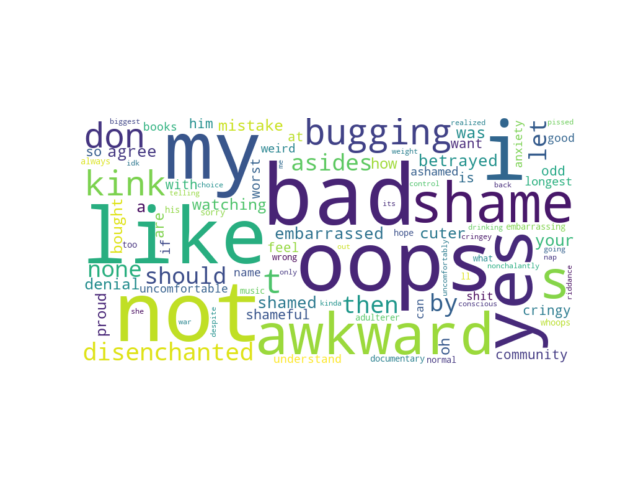 biggest
books
him
mistake
bugging
i
realized
pissed
don
my
at
was
let
anxiety
want
good
so
agree
weird
asides
how
betrayed
always
idk
worst
me
ashamed
is
odd
kink
with
choice
bad
shame
longest
telling
control
back
a
his
watching
its
bought
are
if
like
sorry
oops
yes
drinking
embarrassing
embarrassed
hope
cuter
cringey
your
s
none
too
feel
wrong
out
uncomfortably
what
going
should
t
then
by
nonchalantly
nap
denial
uncomfortable
name
only
ll
riddance
music
shamed
can
shit
conscious
proud
she
not
kinda
weight
adulterer
cringy
war
despite
shameful
awkward
oh
whoops
disenchanted
understand
documentary
normal
community